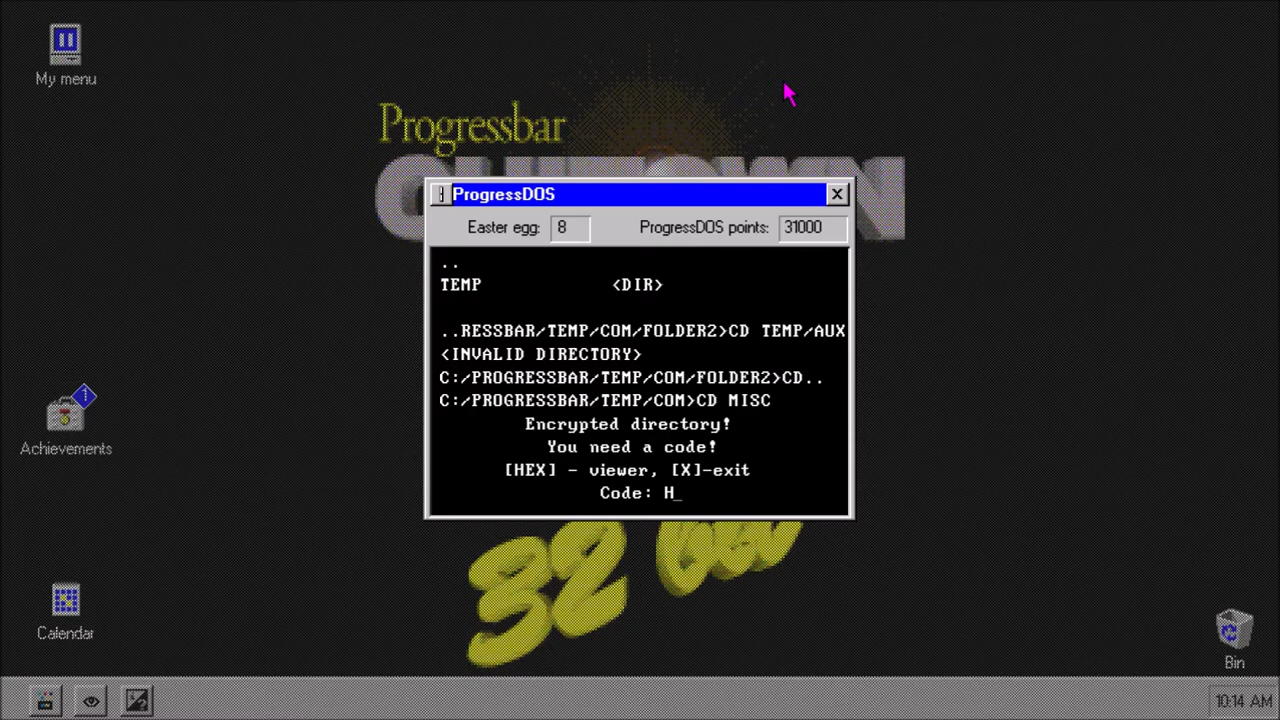 My menu
Progressbar
ProgressDOS
Easter egg: 8 ProgressDOS points: 31000
..
TEMP <DIR>
..RESSBAR/TEMP/COM/FOLDER2>CD TEMP/AUX
<INVALID DIRECTORY>
C:/PROGRESSBAR/TEMP/COM/FOLDER2>CD..
C:/PROGRESSBAR/TEMP/COM>CD MISC
Encrypted directory!
You need a code!
[HEX] - viewer, [X]-exit
Code: H_
1
Achievements
32
Calendar
Bin
10:14 AM